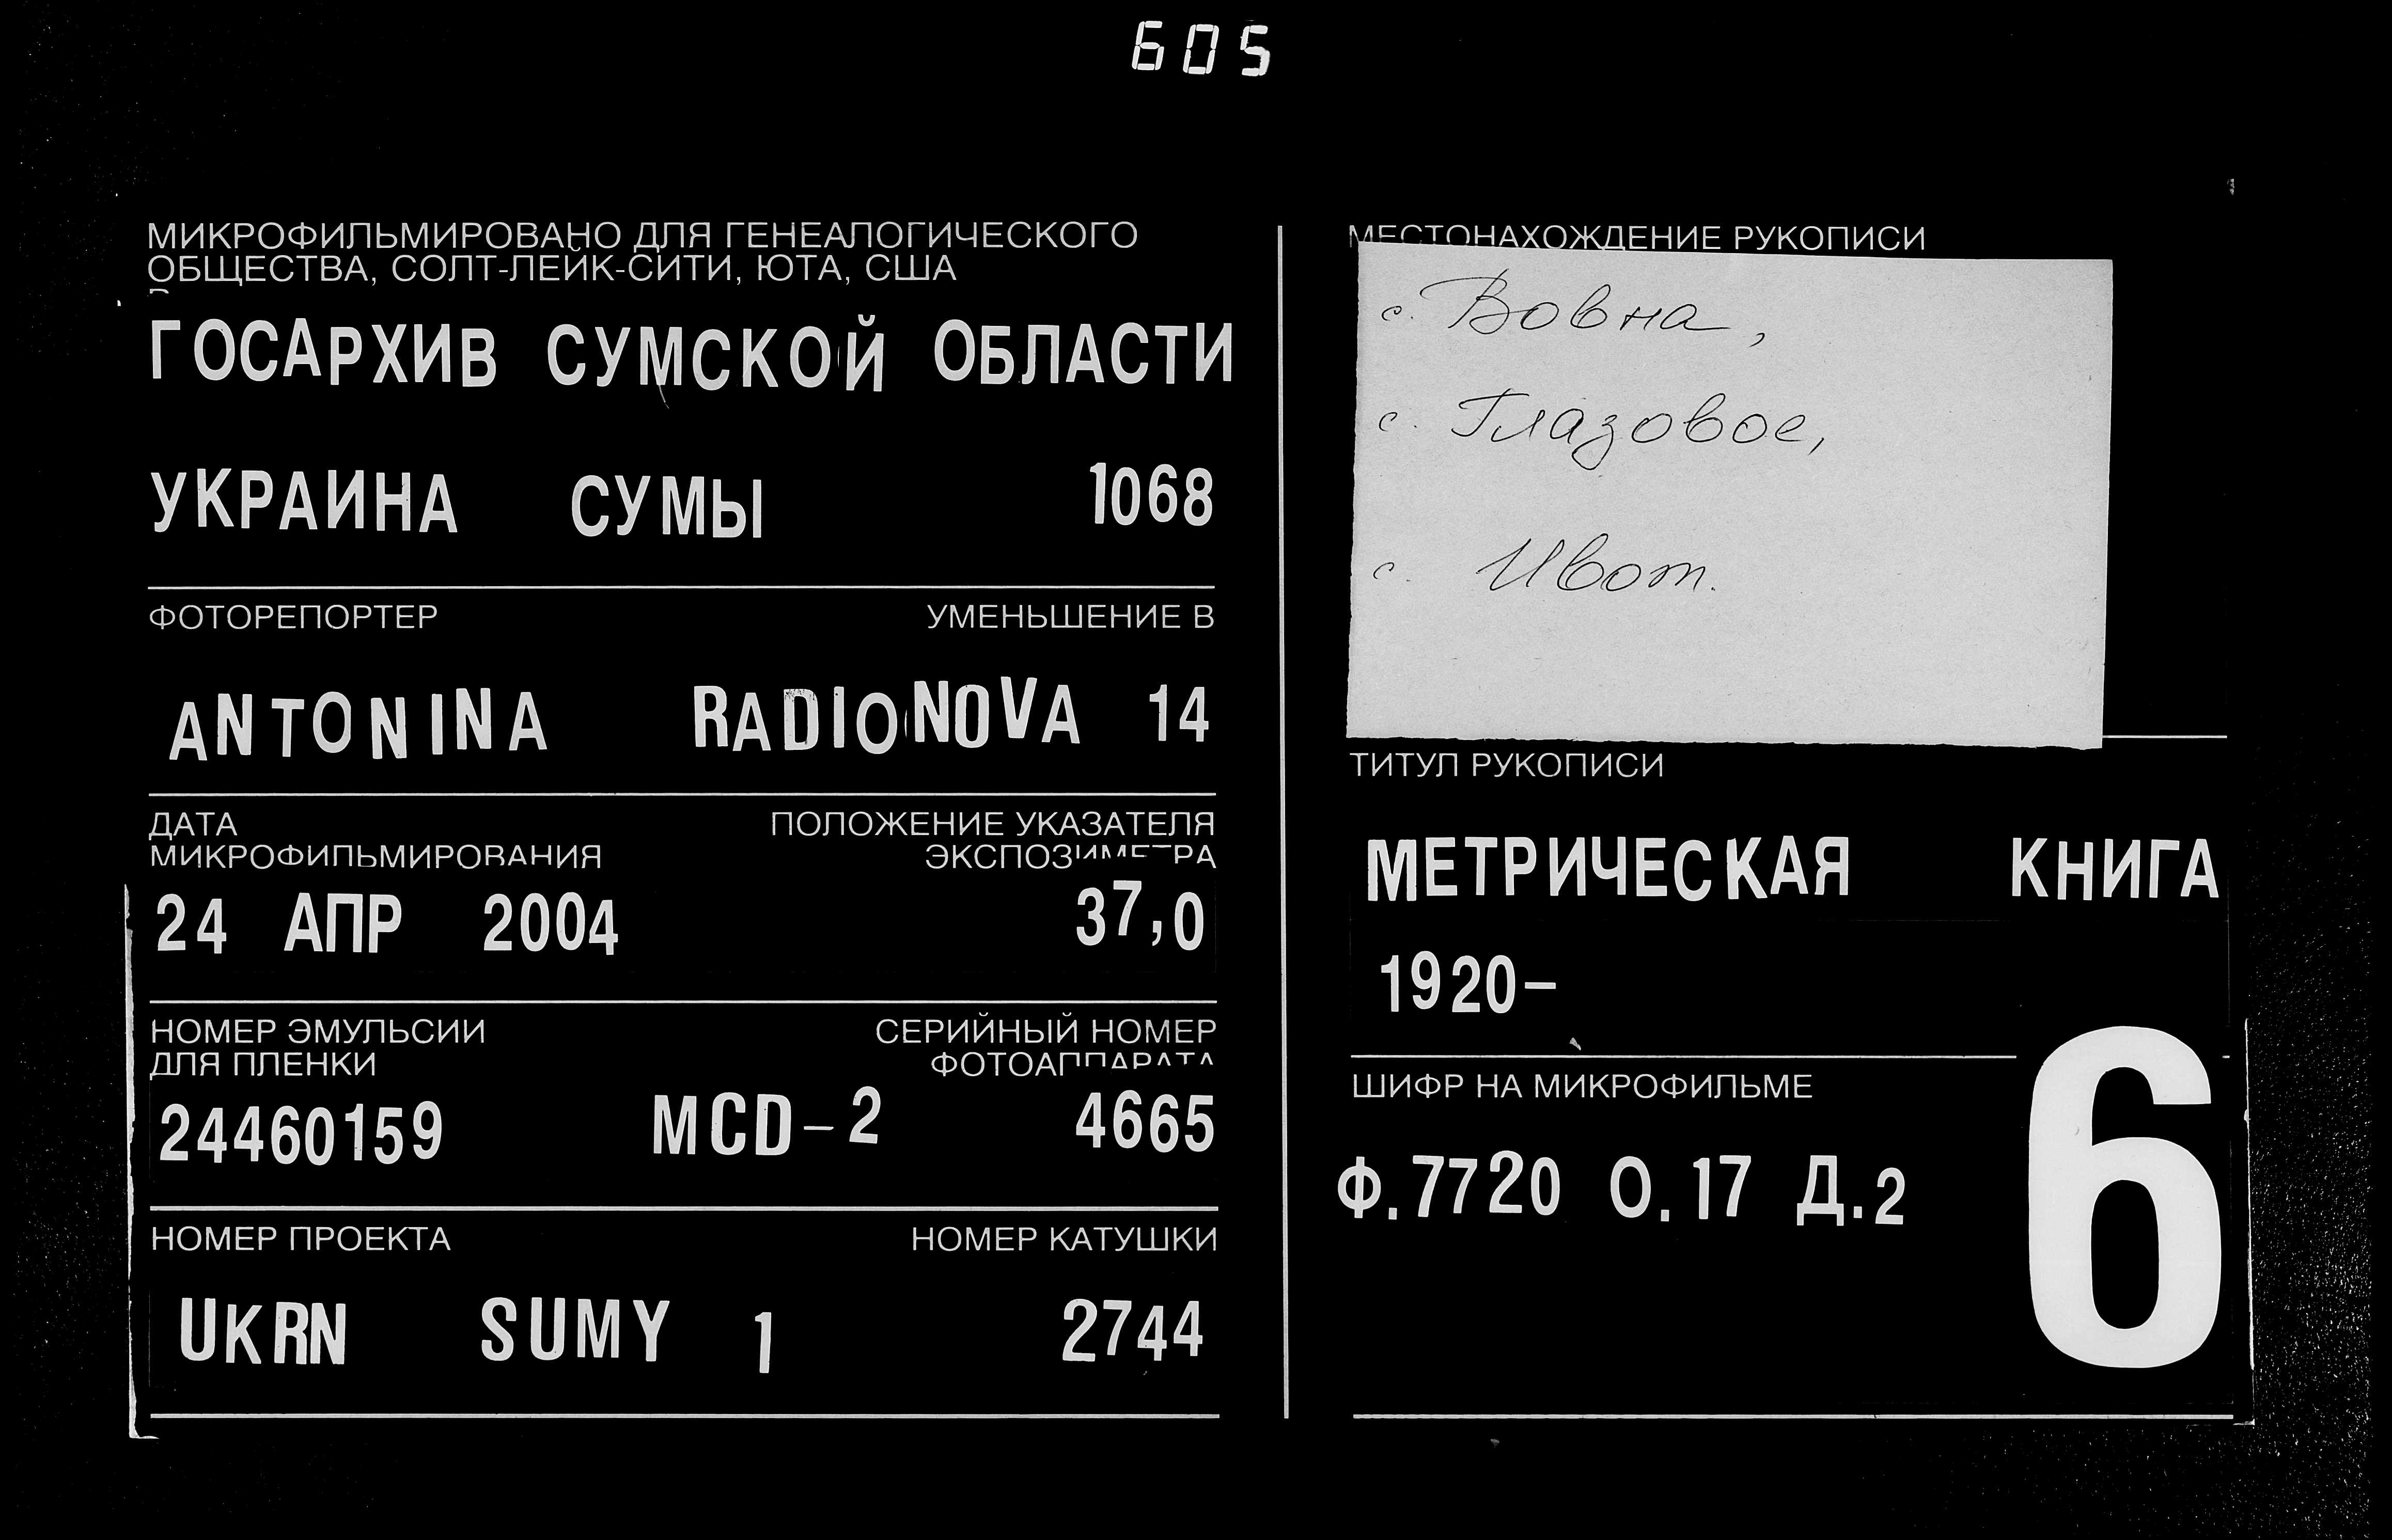 605
МИКРОФИЛЬМИРОВАНО ДЛЯ ГЕНЕАЛОГИЧЕСКОГО
ОБЩЕСТВА, СОЛТ-ЛЕЙК-СИТИ, ЮТА, США
ГОСАРХИВ СУМСКОЙ ОБЛАСТИ
УКРАИНА СУМЫ 1068
ФОТОРЕПОРТЕР УМЕНЬШЕНИЕ В
ANTONINA RADIONOVA 14
ДАТА ПОЛОЖЕНИЕ УКАЗАТЕЛЯ
МИКРОФИЛЬМИРОВАНИЯ ЭКСПОЗИМЕТРА
24 АПР 2004 37,0
НОМЕР ЭМУЛЬСИИ СЕРИЙНЫЙ НОМЕР
ДЛЯ ПЛЕНКИ ФОТОАППАРАТА
24460159 MCD-2 4665
НОМЕР ПРОЕКТА НОМЕР КАТУШКИ
UKRN SUMY 1 2744
МЕСТОНАХОЖДЕНИЕ РУКОПИСИ
с. Вовна,
с. Глазовое,
с. Ивот.
ТИТУЛ РУКОПИСИ
МЕТРИЧЕСКАЯ КНИГА
1920-
ШИФР НА МИКРОФИЛЬМЕ
Ф.7720 О.17 Д.2
6